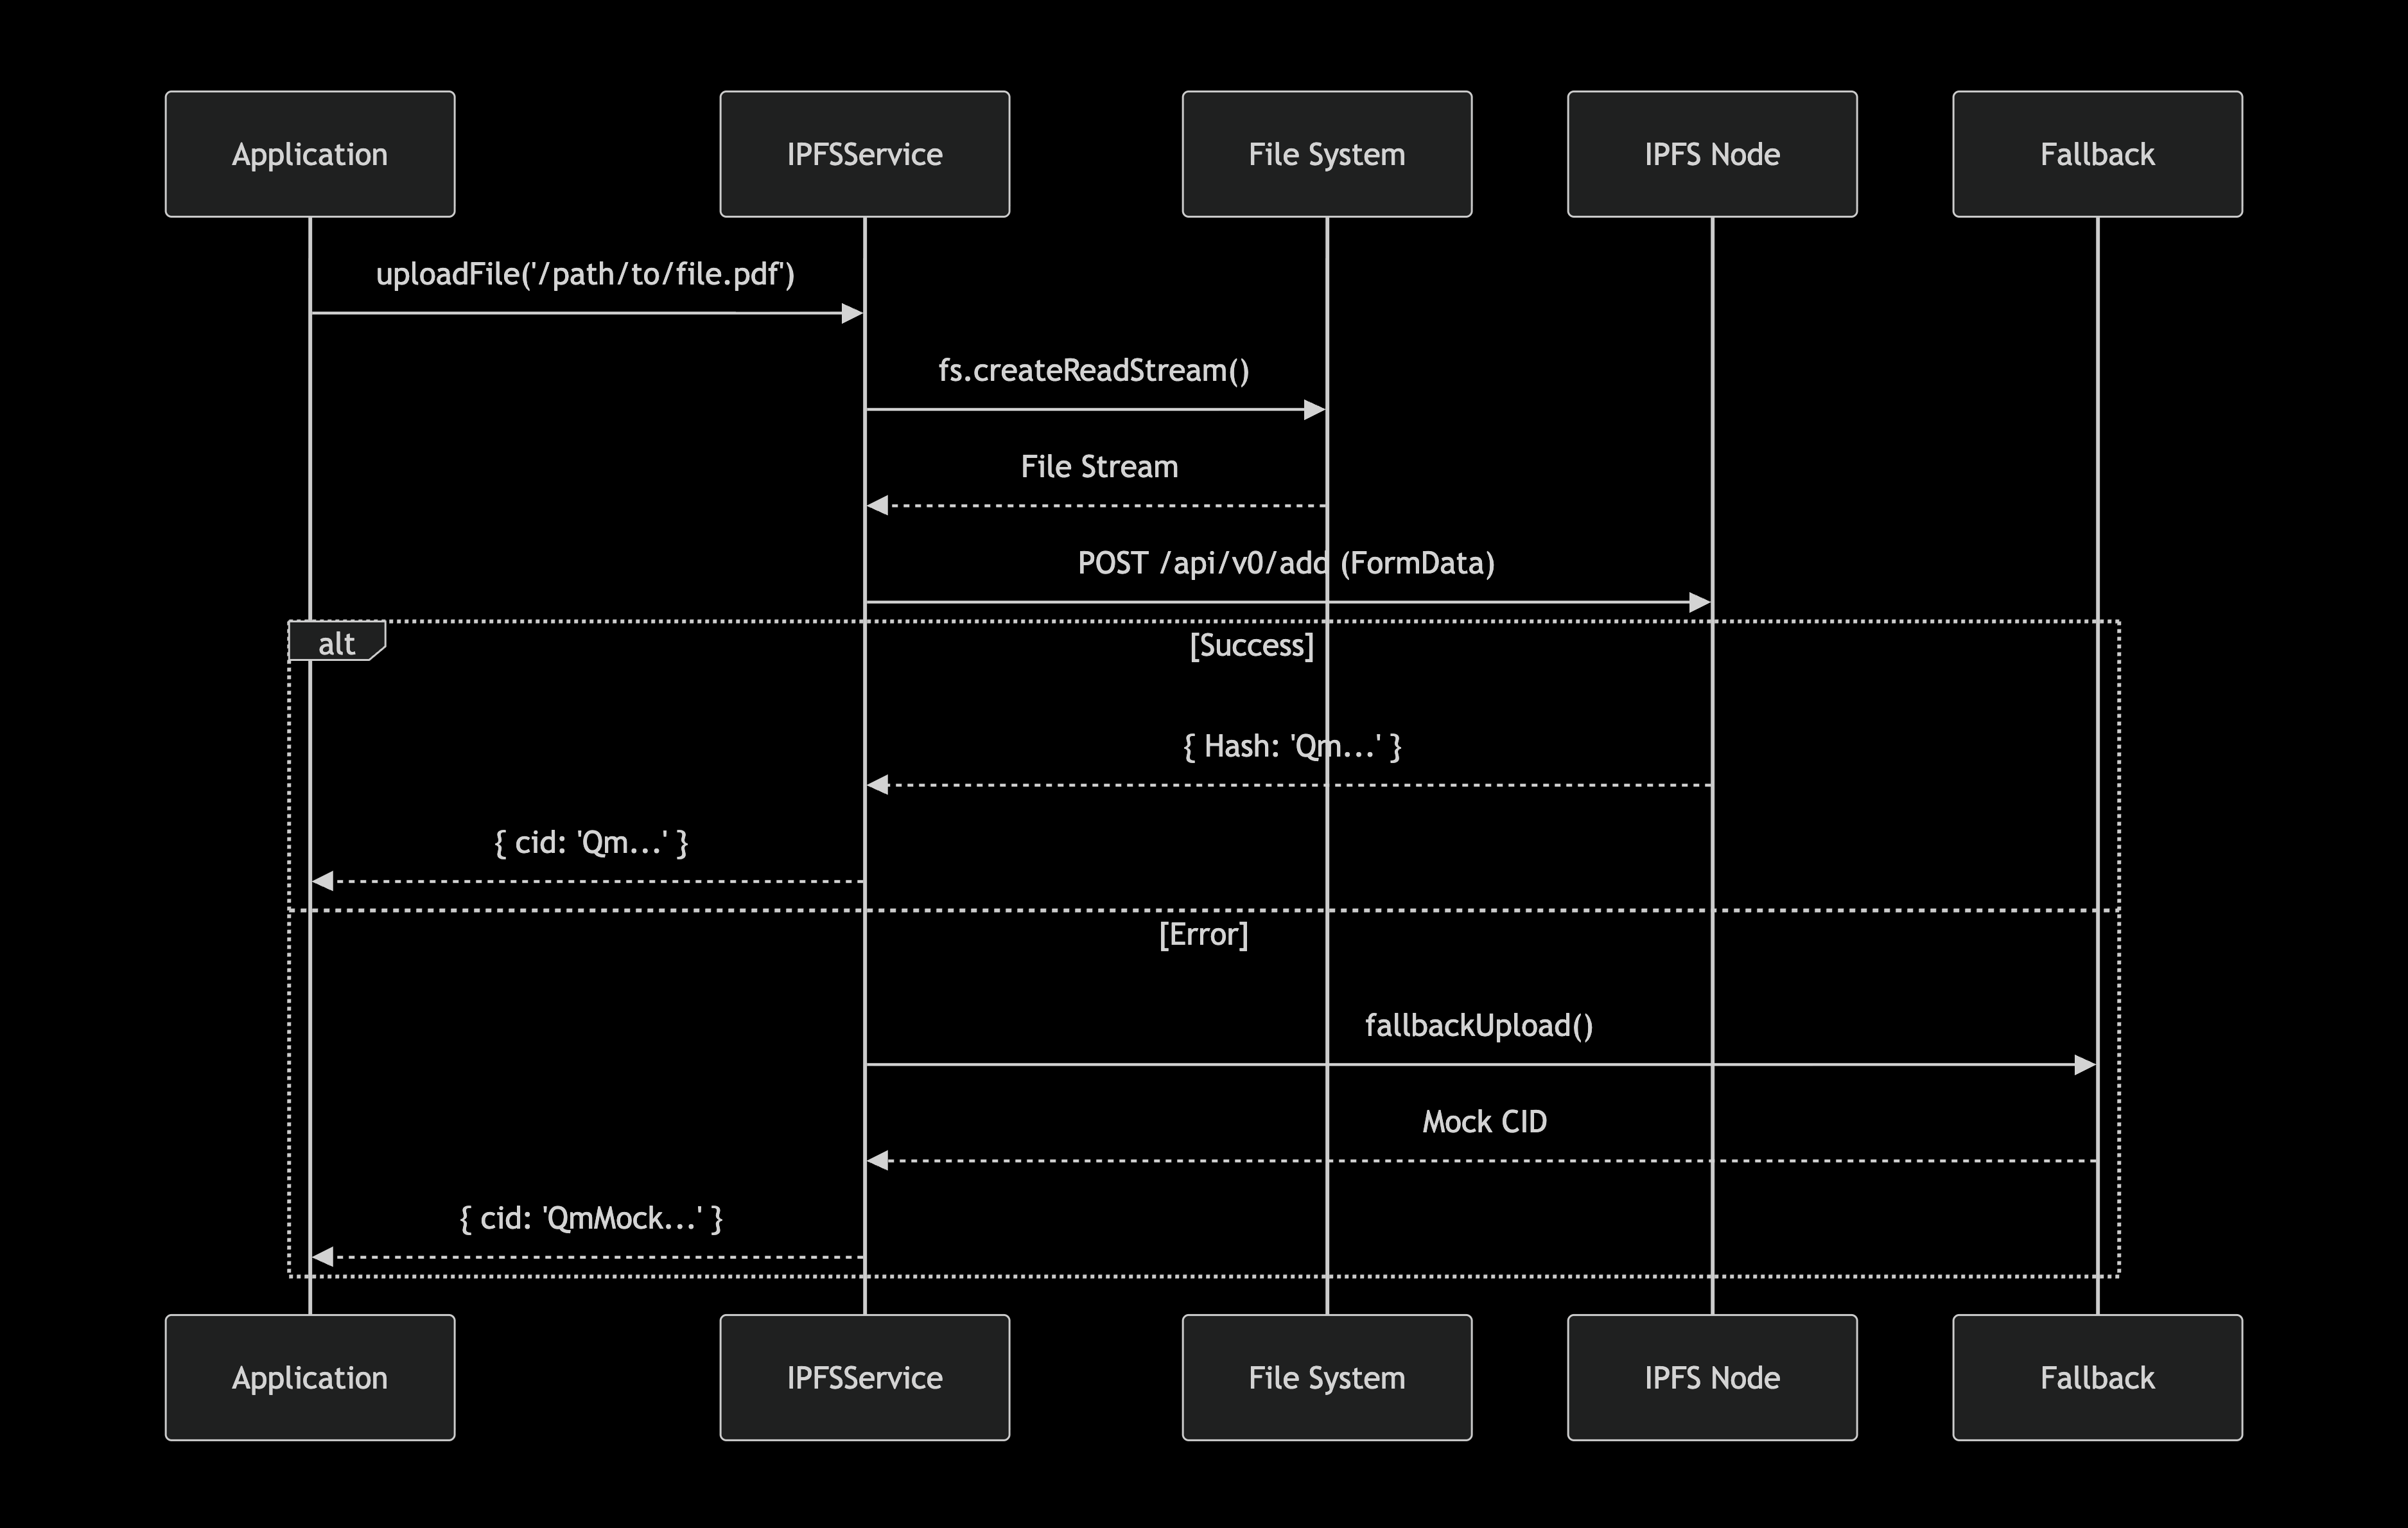 Application
IPFSService
File System
IPFS Node
Fallback
uploadFile('/path/to/file.pdf')
fs.createReadStream()
File Stream
POST /api/v0/add (FormData)
alt
[Success]
{ Hash: 'Qm...' }
{ cid: 'Qm...' }
[Error]
fallbackUpload()
Mock CID
{ cid: 'QmMock...' }
Application
IPFSService
File System
IPFS Node
Fallback